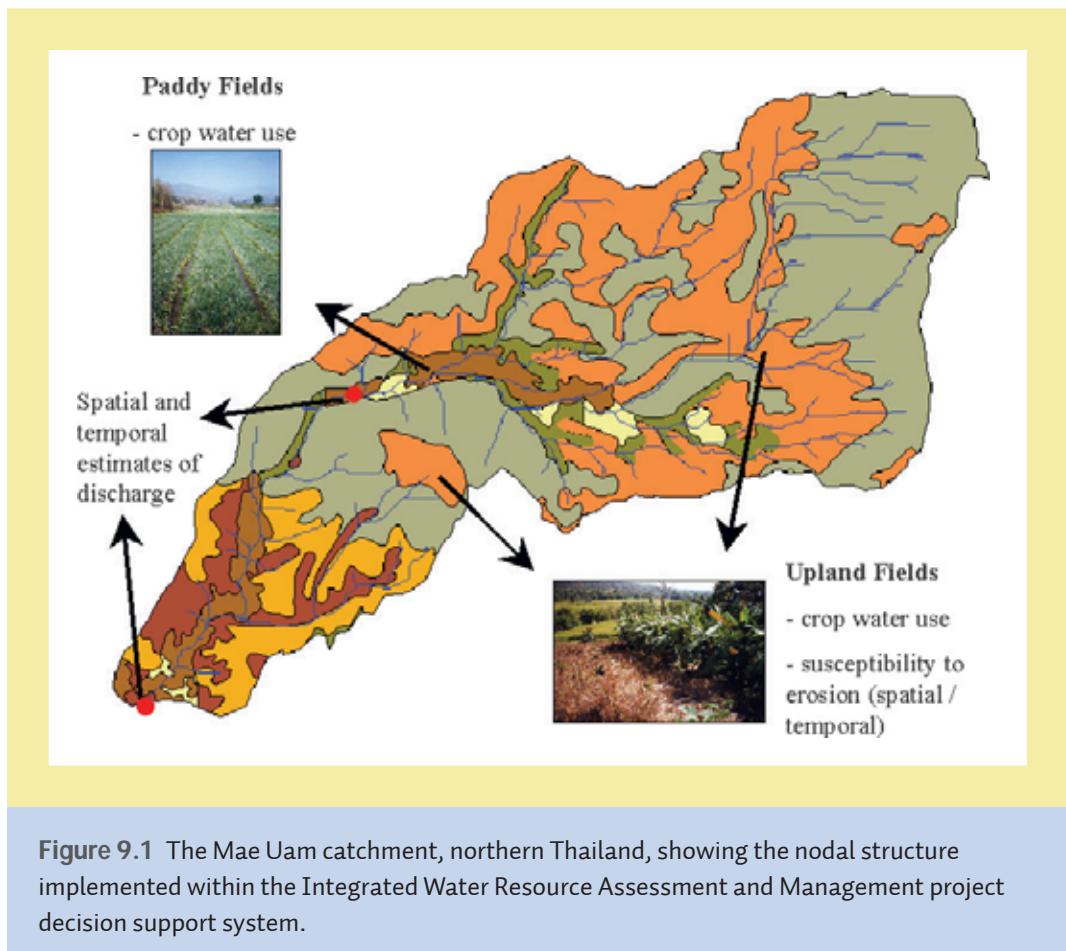 Paddy Fields
- crop water use
Spatial and
temporal
estimates of
discharge
Upland Fields
- crop water use
- susceptibility to
erosion (spatial /
temporal)
Figure 9.1 The Mae Uam catchment, northern Thailand, showing the nodal structure
implemented within the Integrated Water Resource Assessment and Management project
decision support system.